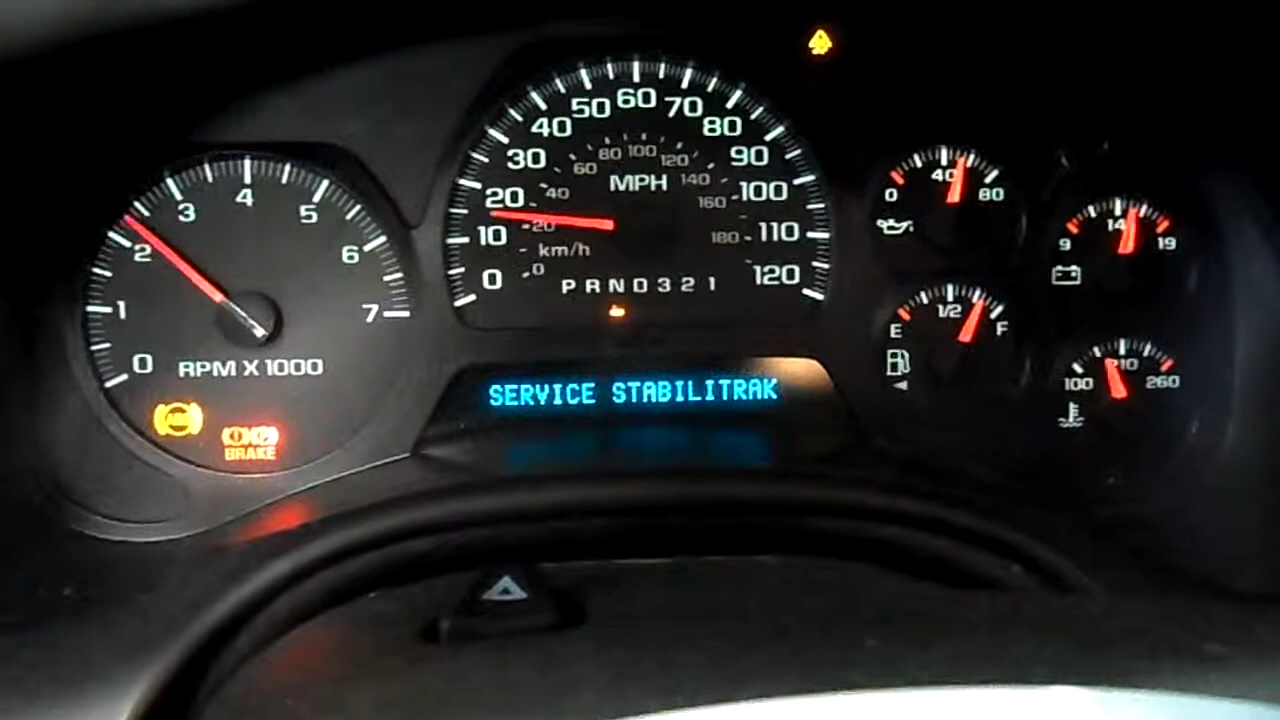 0 1 2 3 4 5 6 7
RPM X 1000
ABS
BRAKE
0 10 20 30 40 50 60 70 80 90 100 110 120
MPH
0 20 40 60 80 100 120 140 160 180
km/h
PRND321
SERVICE STABILITRAK
0 40 80
9 14 19
E 1/2 F
100 210 260